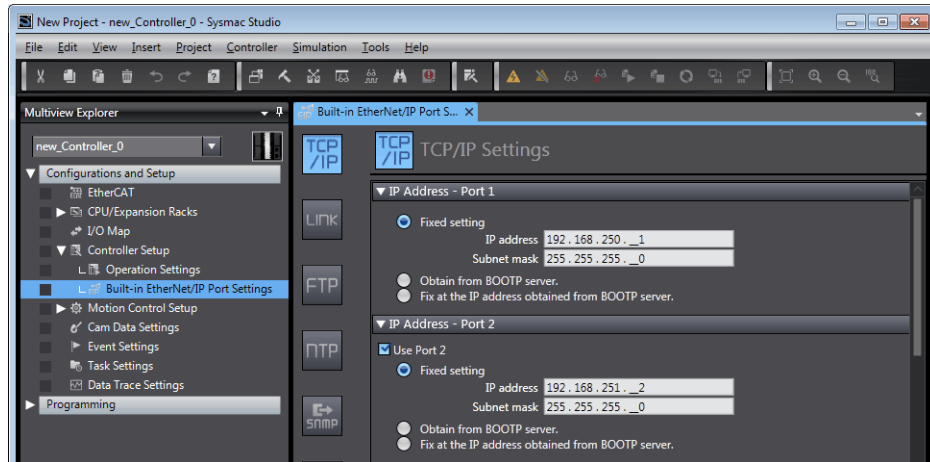 New Project - new_Controller_0 - Sysmac Studio
File Edit View Insert Project Controller Simulation Tools Help
Multiview Explorer
Built-in EtherNet/IP Port S...
new_Controller_0
TCP/IP
TCP/IP TCP/IP Settings
Configurations and Setup
EtherCAT
CPU/Expansion Racks
I/O Map
Controller Setup
Operation Settings
Built-in EtherNet/IP Port Settings
Motion Control Setup
Cam Data Settings
Event Settings
Task Settings
Data Trace Settings
Programming
LINK
FTP
NTP
SNMP
IP Address - Port 1
Fixed setting
IP address 192.168.250.__1
Subnet mask 255.255.255.__0
Obtain from BOOTP server.
Fix at the IP address obtained from BOOTP server.
IP Address - Port 2
Use Port 2
Fixed setting
IP address 192.168.251.__2
Subnet mask 255.255.255.__0
Obtain from BOOTP server.
Fix at the IP address obtained from BOOTP server.